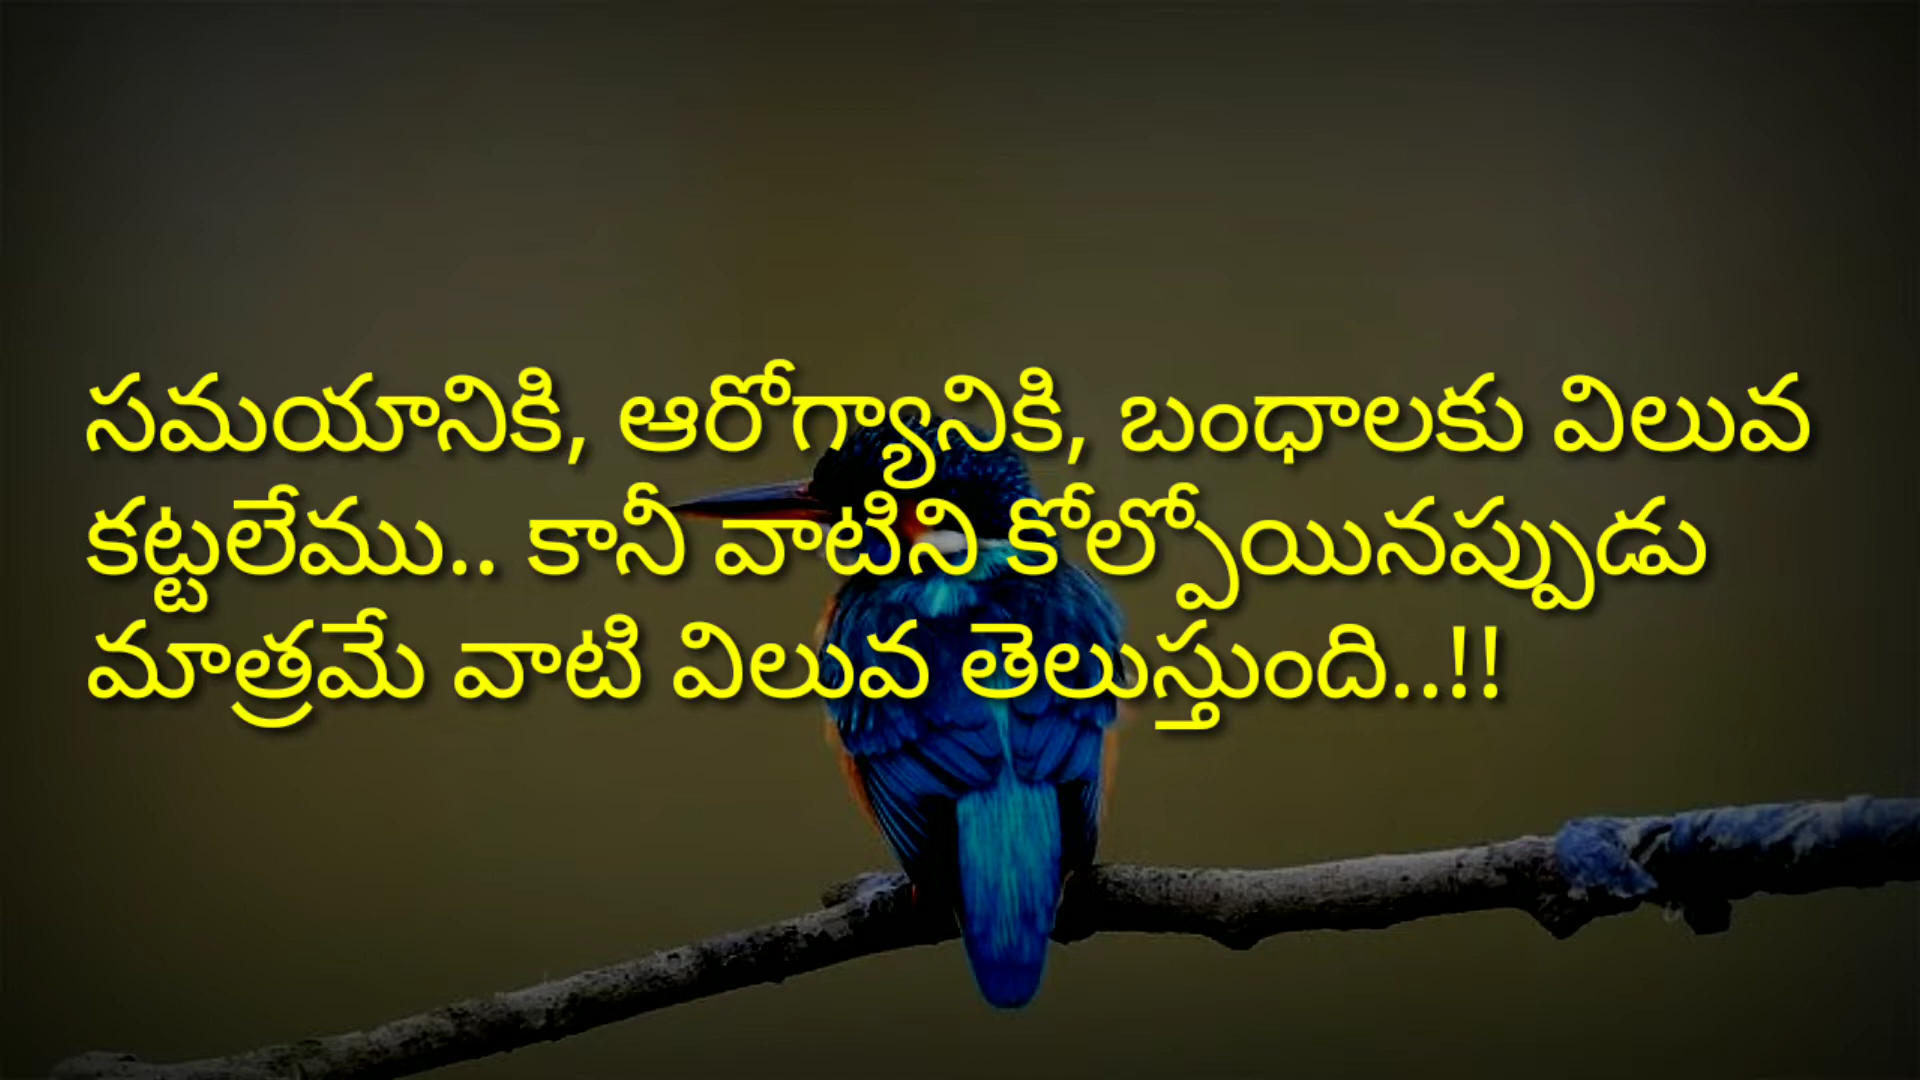 సమయానికి, ఆరోగ్యానికి, బంధాలకు విలువ
కట్టలేము.. కానీ వాటిని కోల్పోయినప్పుడు
మాత్రమే వాటి విలువ తెలుస్తుంది..!!